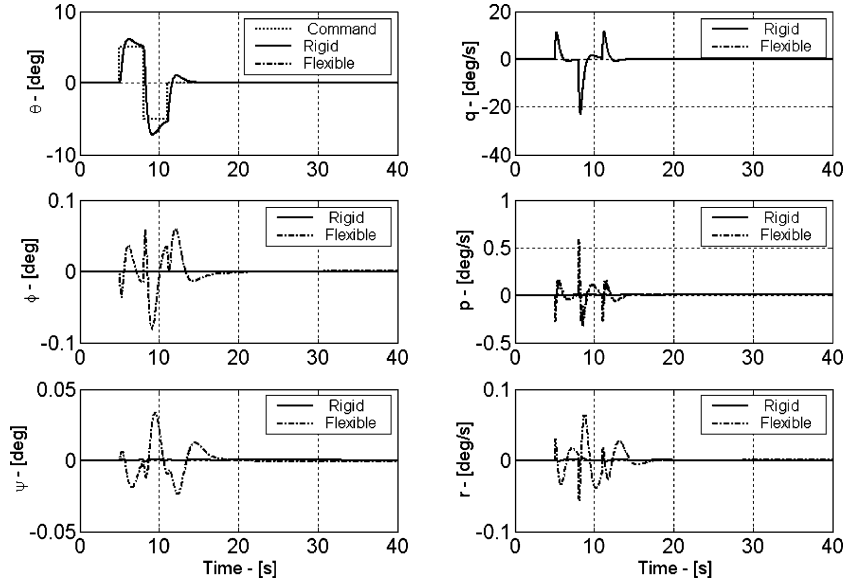 10
5
0
-5
-10
θ - [deg]
Command
Rigid
Flexible
0
10
20
30
40
20
0
-20
-40
q - [deg/s]
Rigid
Flexible
0
10
20
30
40
0.1
0
-0.1
ϕ - [deg]
Rigid
Flexible
0
10
20
30
40
1
0.5
0
-0.5
p - [deg/s]
Rigid
Flexible
0
10
20
30
40
0.05
0
-0.05
ψ - [deg]
Rigid
Flexible
0
10
20
30
40
Time - [s]
0.1
0
-0.1
r - [deg/s]
Rigid
Flexible
0
10
20
30
40
Time - [s]